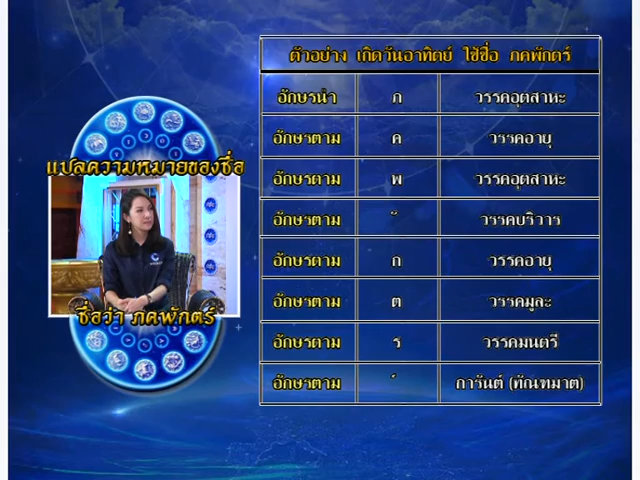 ตัวอย่าง เกิดวันอาทิตย์ ใช้ชื่อ ภคพักตร์
อักษรนำ ภ วรรคอุตสาหะ
อักษรตาม ค วรรคอายุ
อักษรตาม พ วรรคอุตสาหะ
อักษรตาม ั วรรคบริวาร
อักษรตาม ก วรรคอายุ
อักษรตาม ต วรรคมูละ
อักษรตาม ร วรรคมนตรี
อักษรตาม ์ การันต์ (ทัณฑฆาต)
แปลความหมายของชื่อ
ชื่อว่า ภคพักตร์